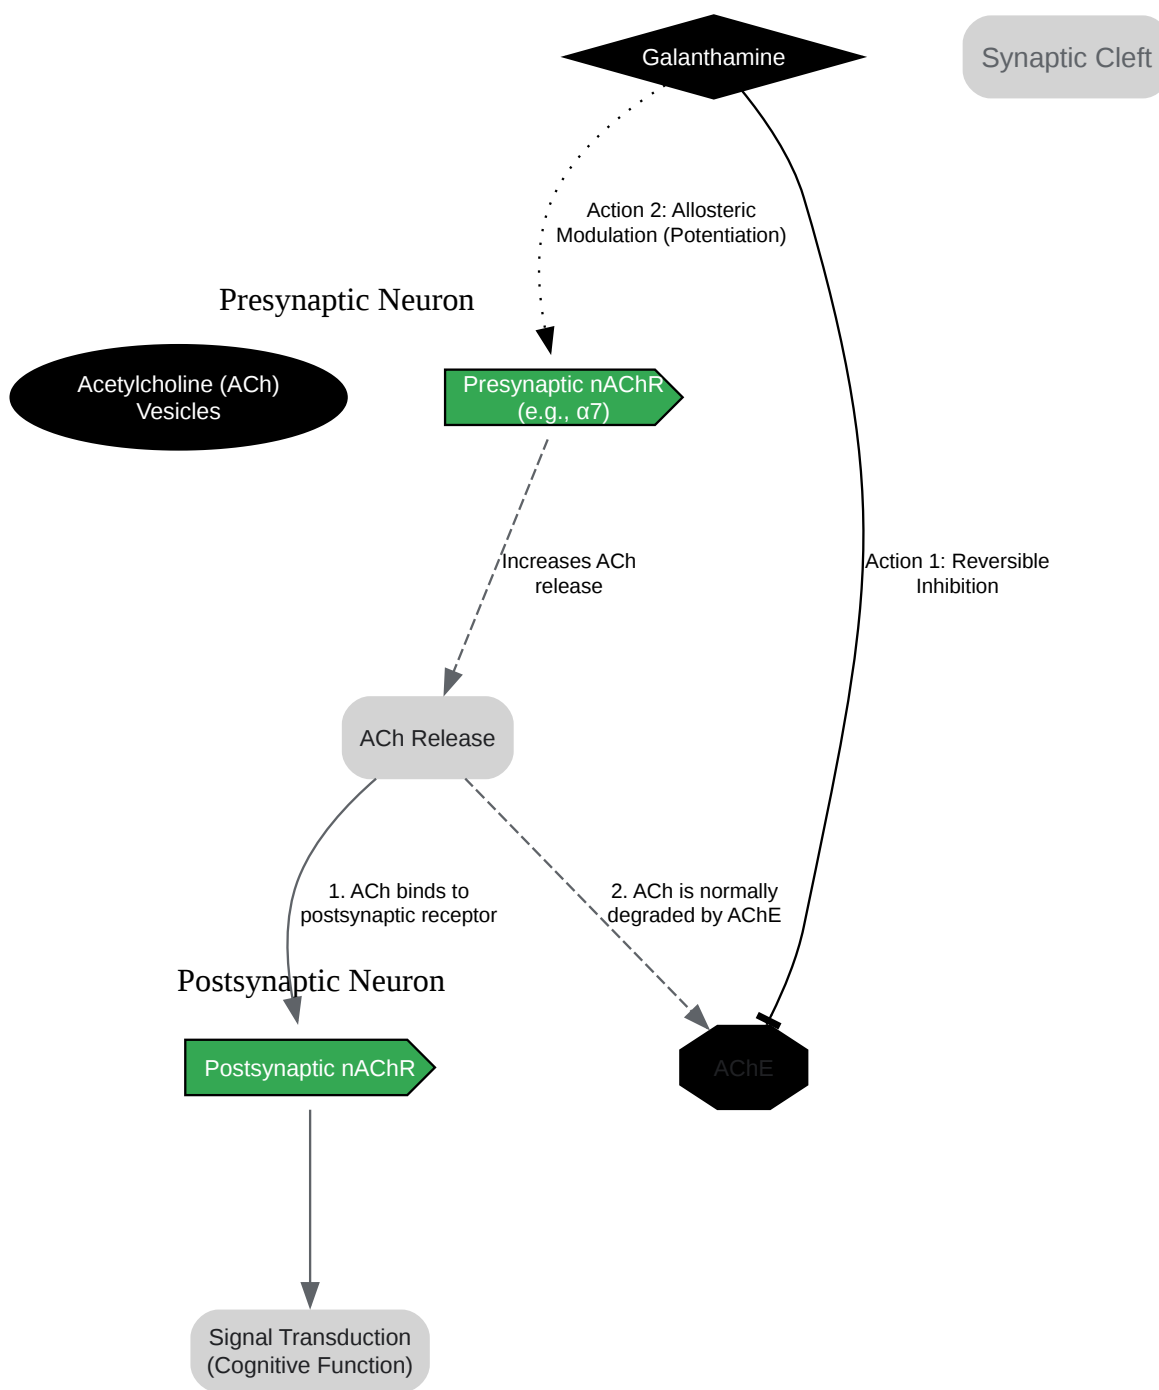 Galanthamine
Synaptic Cleft
Action 2: Allosteric
Modulation (Potentiation)
Presynaptic Neuron
Acetylcholine (ACh)
Vesicles
Presynaptic nAChR
(e.g., α7)
Increases ACh
release
Action 1: Reversible
Inhibition
ACh Release
1. ACh binds to
postsynaptic receptor
2. ACh is normally
degraded by AChE
Postsynaptic Neuron
Postsynaptic nAChR
AChE
Signal Transduction
(Cognitive Function)